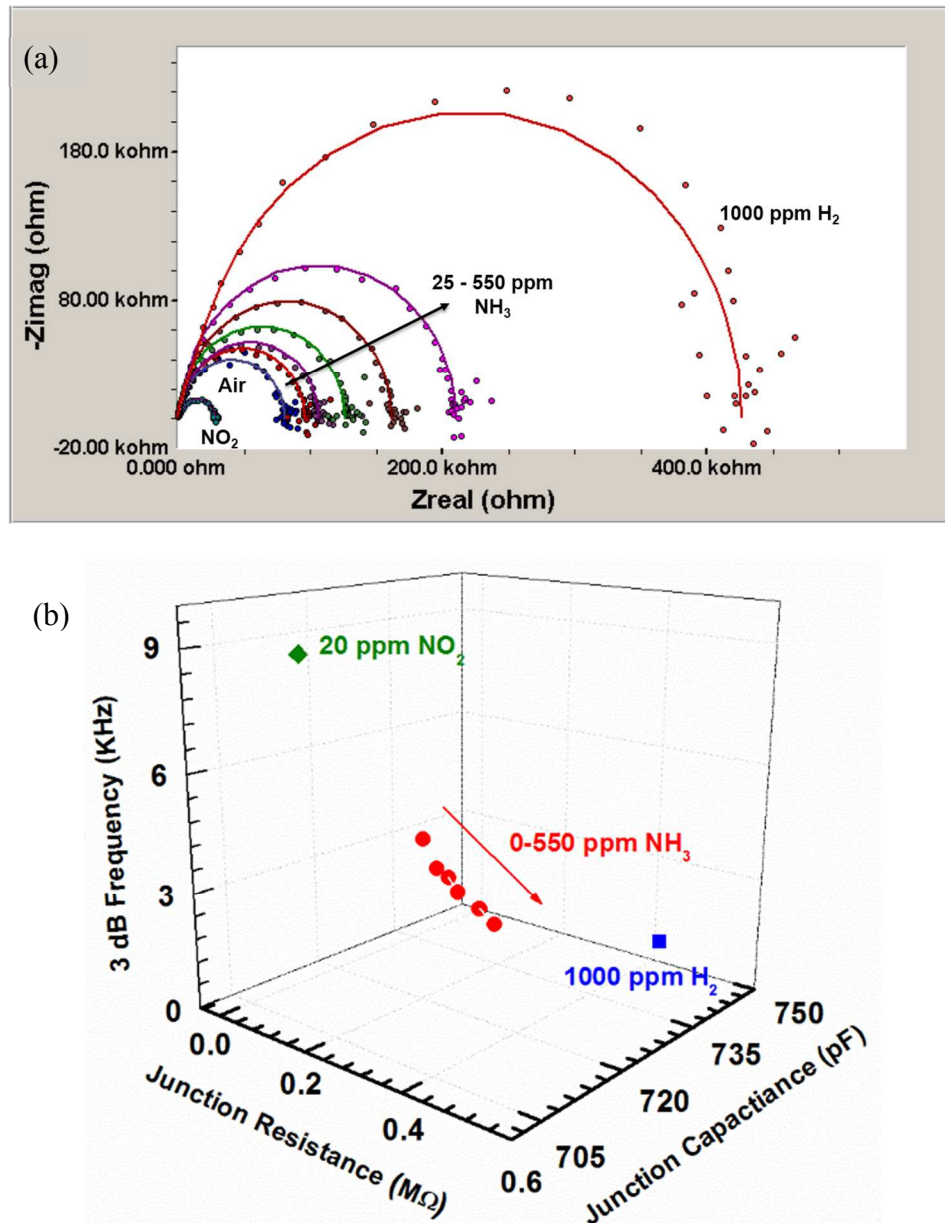 (a)
180.0 kohm
80.00 kohm
-20.00 kohm
-Zimag (ohm)
1000 ppm H₂
25 - 550 ppm
NH₃
Air
NO₂
0.000 ohm
200.0 kohm
400.0 kohm
Zreal (ohm)
(b)
9
6
3
0
3 dB Frequency (KHz)
20 ppm NO₂
0-550 ppm NH₃
1000 ppm H₂
0.0
0.2
0.4
0.6
Junction Resistance (MΩ)
705
720
735
750
Junction Capactiance (pF)